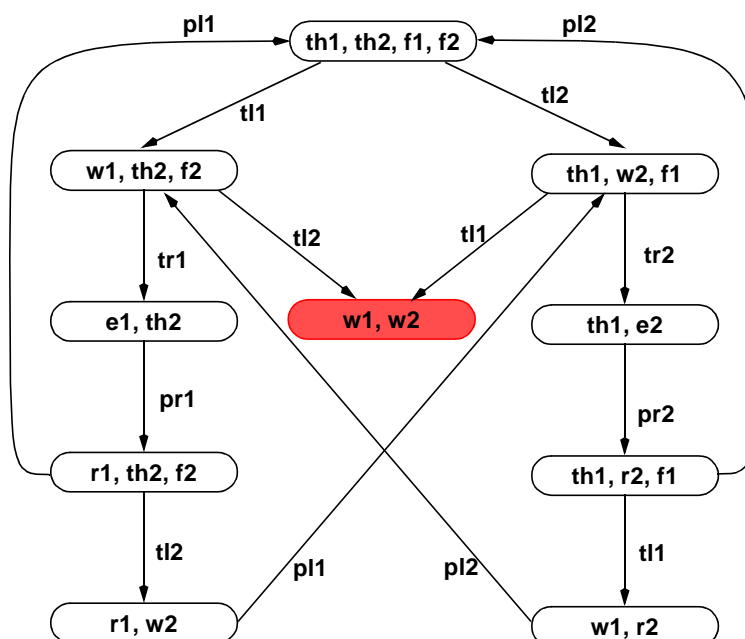 pl1
th1, th2, f1, f2
pl2
tl1
tl2
w1, th2, f2
th1, w2, f1
tl2
tl1
tr1
tr2
e1, th2
w1, w2
th1, e2
pr1
pr2
r1, th2, f2
th1, r2, f1
tl2
pl1
pl2
tl1
r1, w2
w1, r2